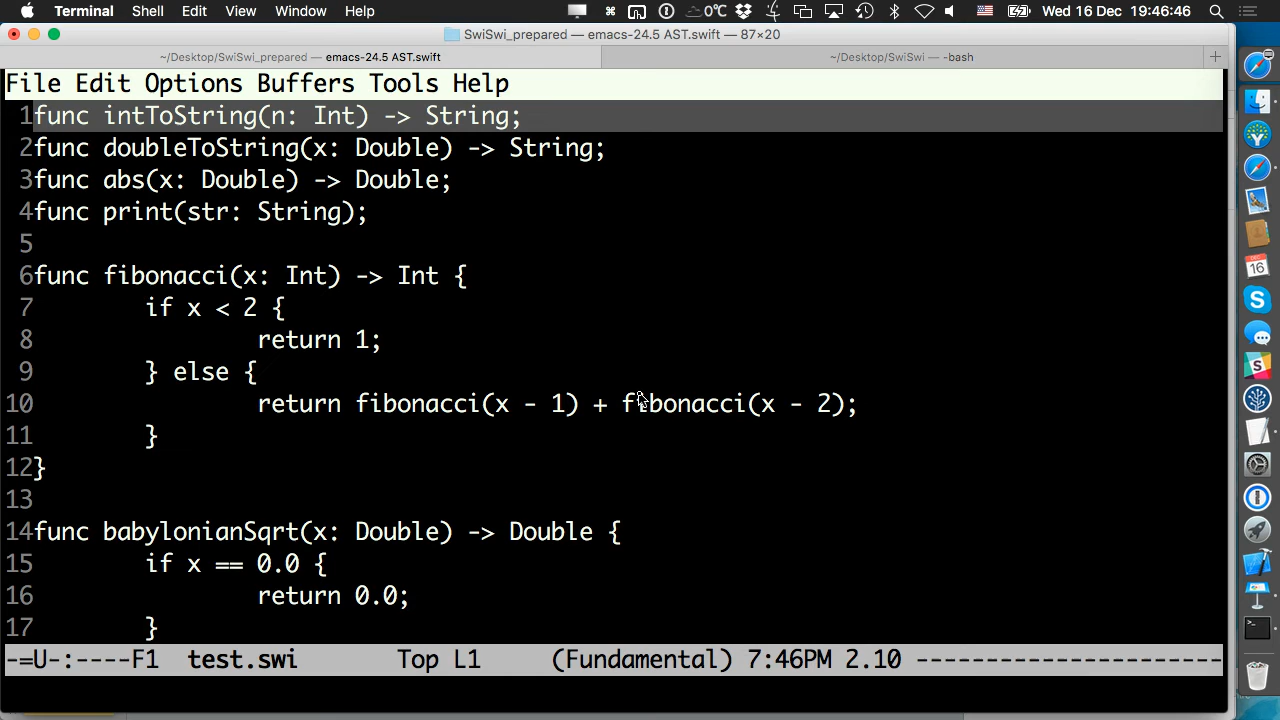 Terminal Shell Edit View Window Help 0°C Wed 16 Dec 19:46:46
SwiSwi_prepared — emacs-24.5 AST.swift — 87×20
~/Desktop/SwiSwi_prepared — emacs-24.5 AST.swift ~/Desktop/SwiSwi — -bash
File Edit Options Buffers Tools Help
1func intToString(n: Int) -> String;
2func doubleToString(x: Double) -> String;
3func abs(x: Double) -> Double;
4func print(str: String);
5
6func fibonacci(x: Int) -> Int {
7        if x < 2 {
8                return 1;
9        } else {
10                return fibonacci(x - 1) + fibonacci(x - 2);
11        }
12}
13
14func babylonianSqrt(x: Double) -> Double {
15        if x == 0.0 {
16                return 0.0;
17        }
-=U-:----F1  test.swi       Top L1     (Fundamental) 7:46PM 2.10 ----------------------
DEC
16